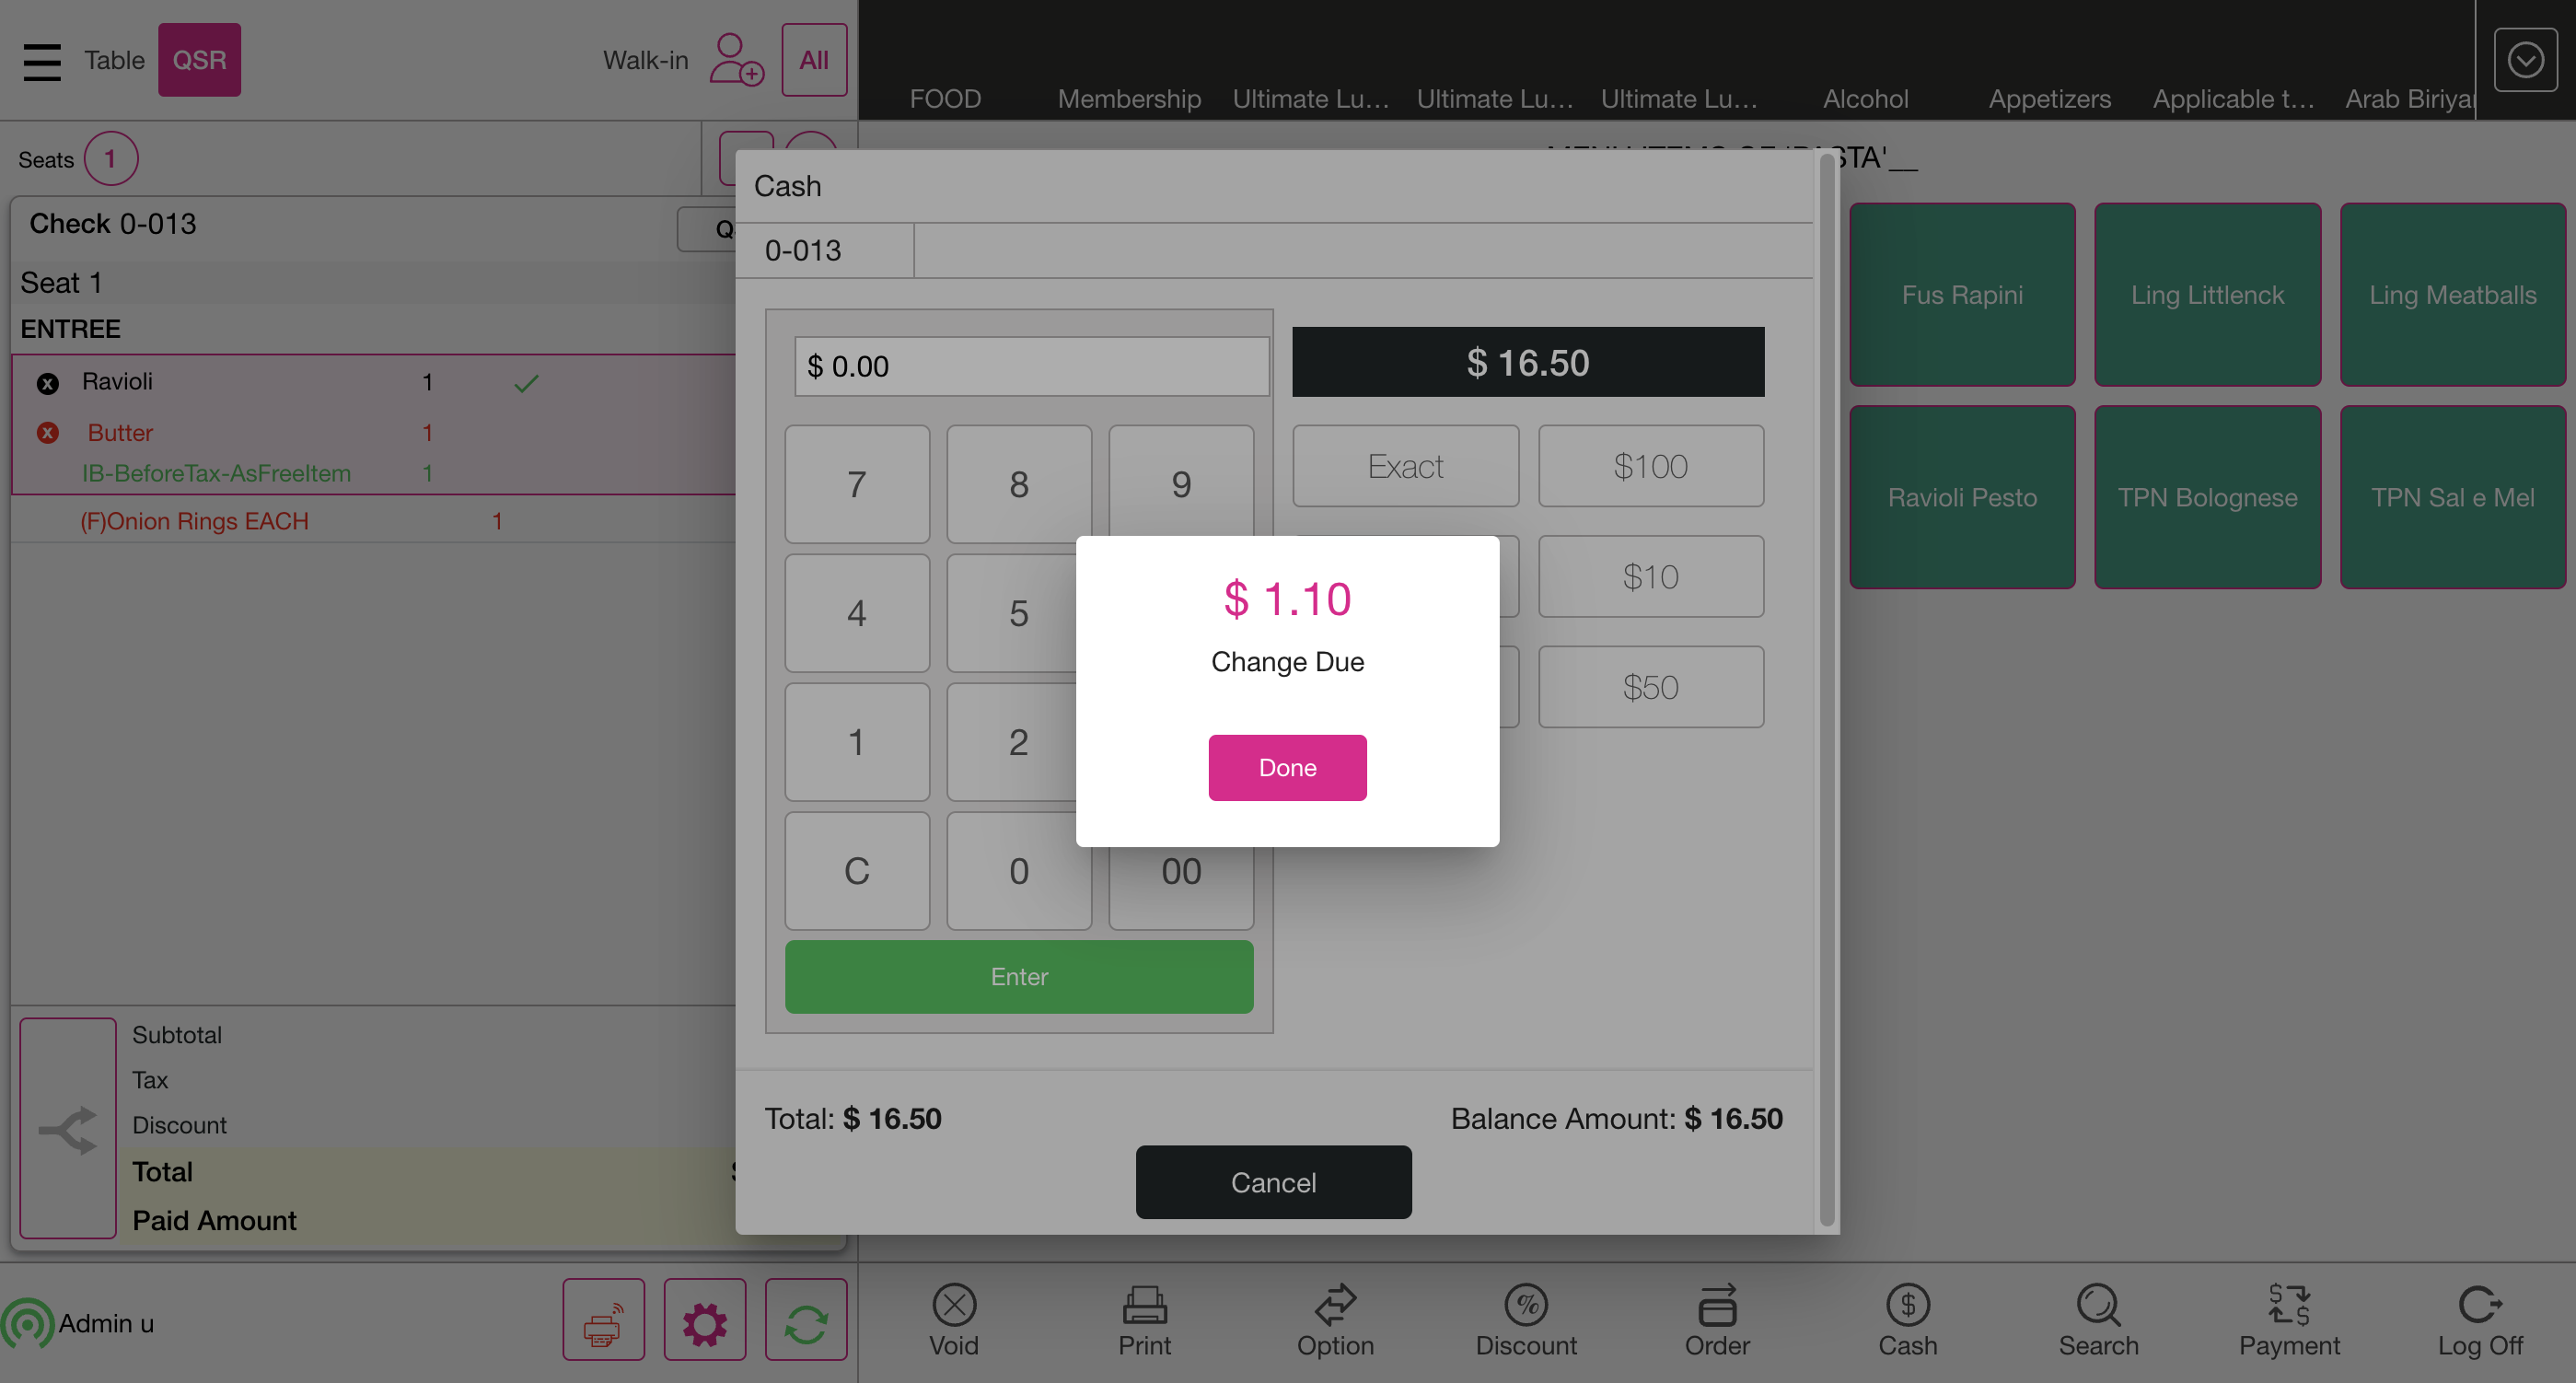 Table
QSR
Walk-in
All
FOOD
Membership
Ultimate Lu...
Ultimate Lu...
Ultimate Lu...
Alcohol
Appetizers
Applicable t...
Arab Biriya
Seats 1
Check 0-013
Seat 1
ENTREE
Ravioli 1
Butter 1
IB-BeforeTax-AsFreeItem 1
(F)Onion Rings EACH 1
Subtotal
Tax
Discount
Total
Paid Amount
Admin u
Cash
0-013
$ 0.00
$ 16.50
7 8 9
Exact $100
4 5
$10
1 2
$50
C 0 00
Enter
$ 1.10
Change Due
Done
Total: $ 16.50
Balance Amount: $ 16.50
Cancel
Fus Rapini
Ling Littlenck
Ling Meatballs
Ravioli Pesto
TPN Bolognese
TPN Sal e Mel
Void
Print
Option
Discount
Order
Cash
Search
Payment
Log Off